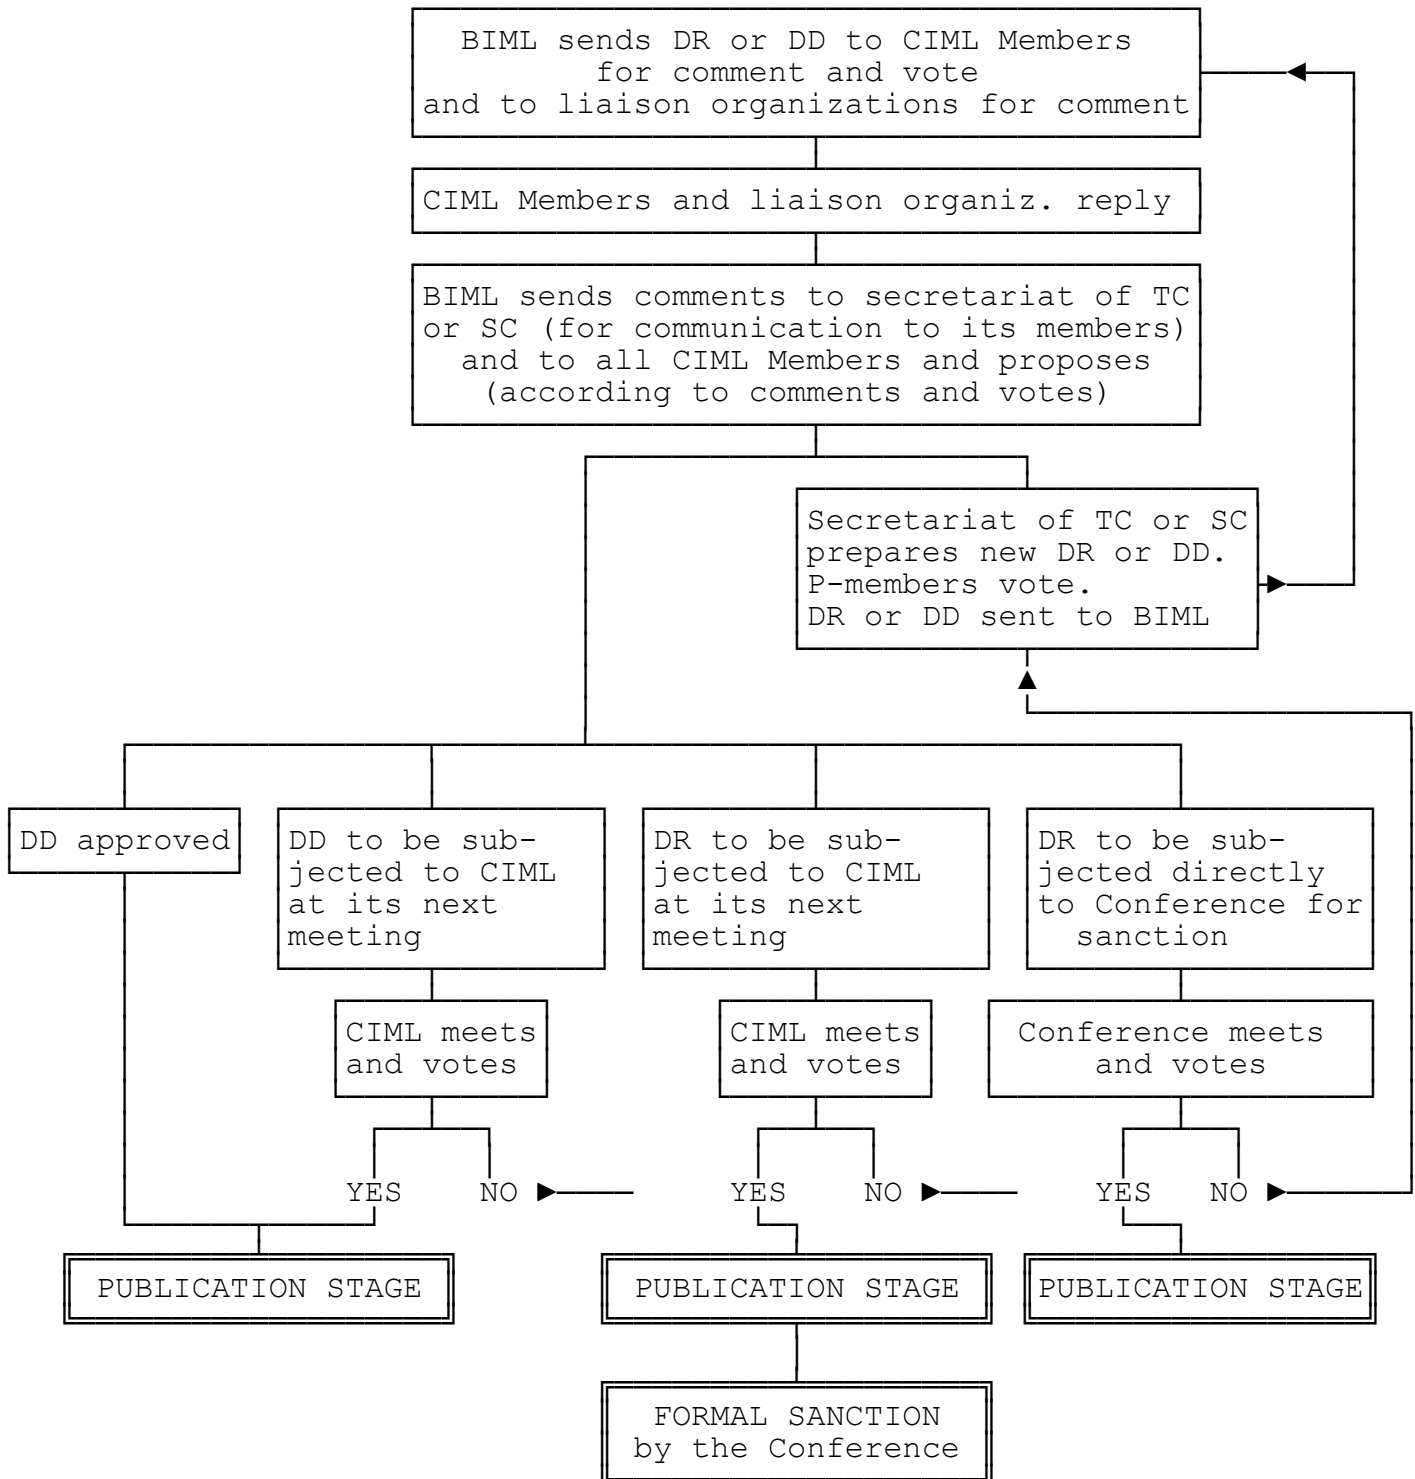 BIML sends DR or DD to CIML Members
for comment and vote
and to liaison organizations for comment
CIML Members and liaison organiz. reply
BIML sends comments to secretariat of TC
or SC (for communication to its members)
and to all CIML Members and proposes
(according to comments and votes)
Secretariat of TC or SC
prepares new DR or DD.
P-members vote.
DR or DD sent to BIML
DD approved
DD to be sub-
jected to CIML
at its next
meeting
DR to be sub-
jected to CIML
at its next
meeting
DR to be sub-
jected directly
to Conference for
sanction
CIML meets
and votes
CIML meets
and votes
Conference meets
and votes
YES NO
YES NO
YES NO
PUBLICATION STAGE
PUBLICATION STAGE
PUBLICATION STAGE
FORMAL SANCTION
by the Conference